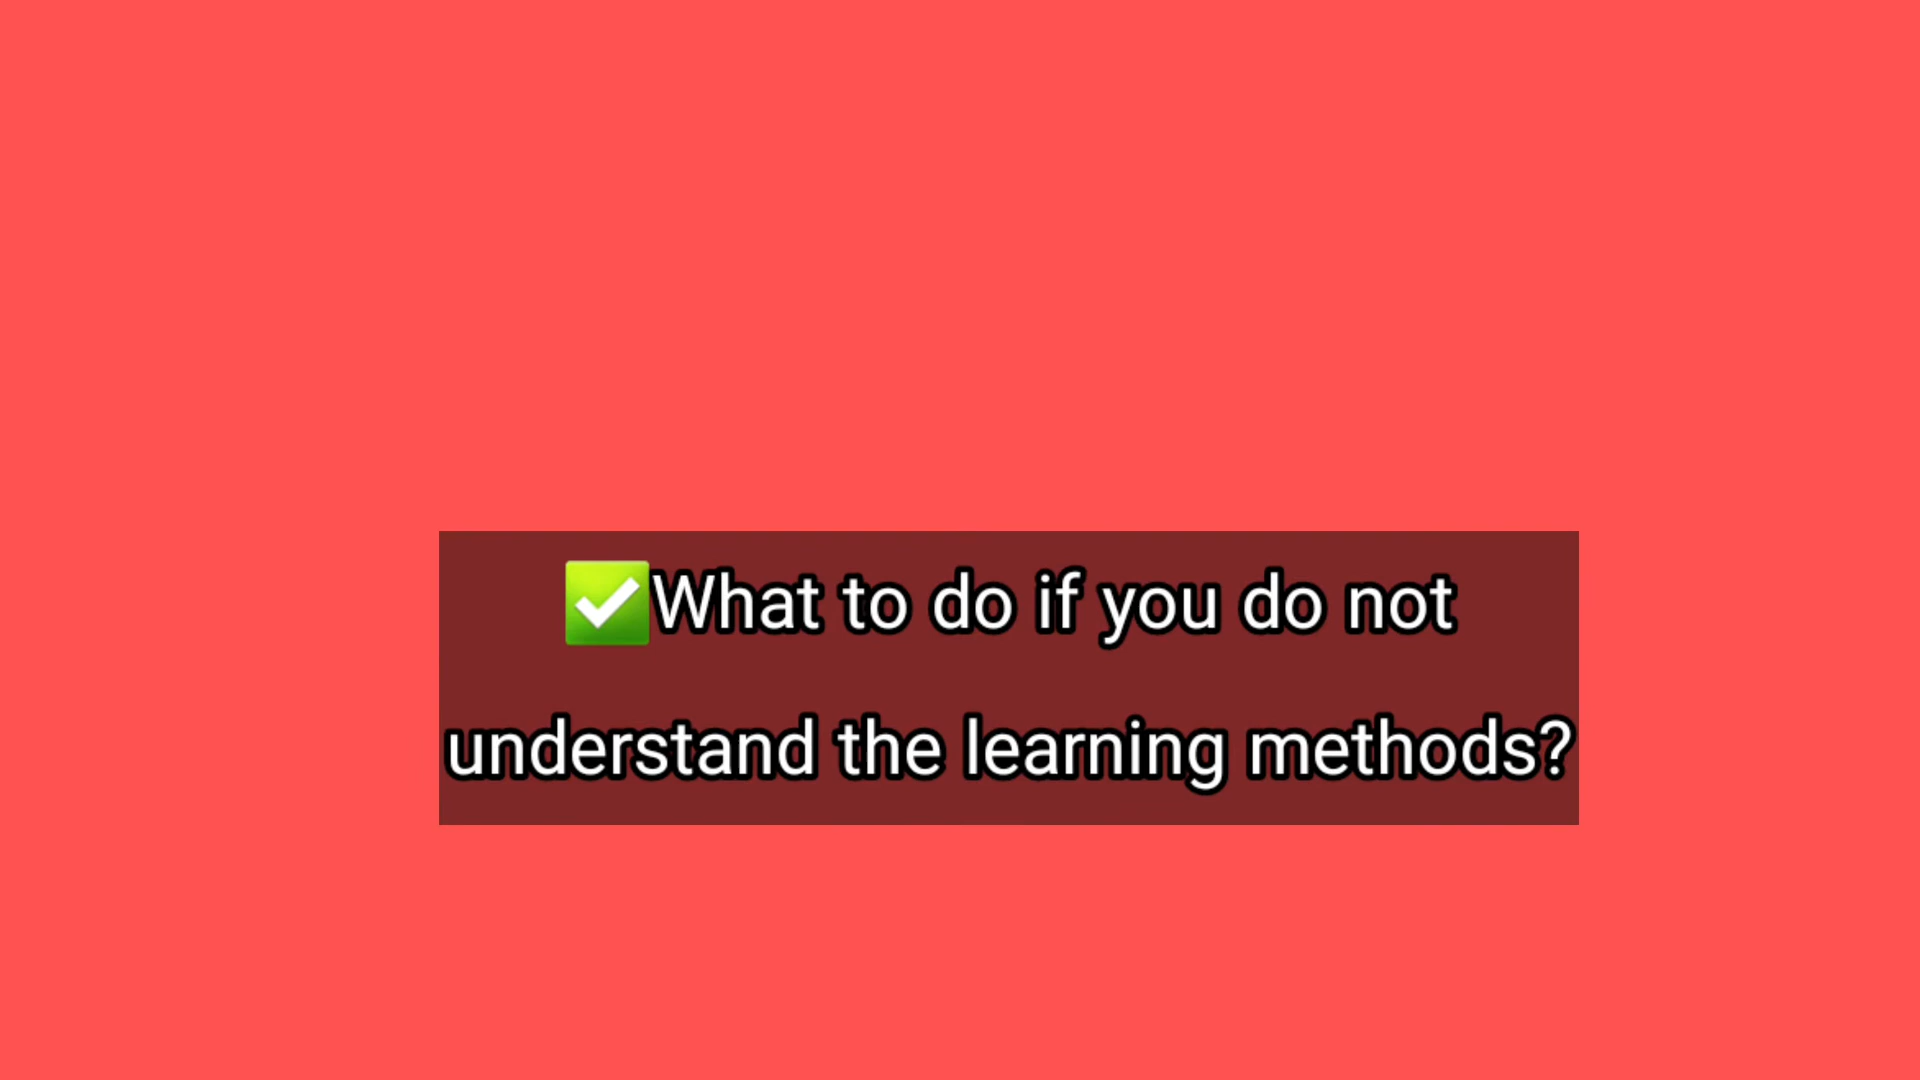 ✅What to do if you do not
understand the learning methods?